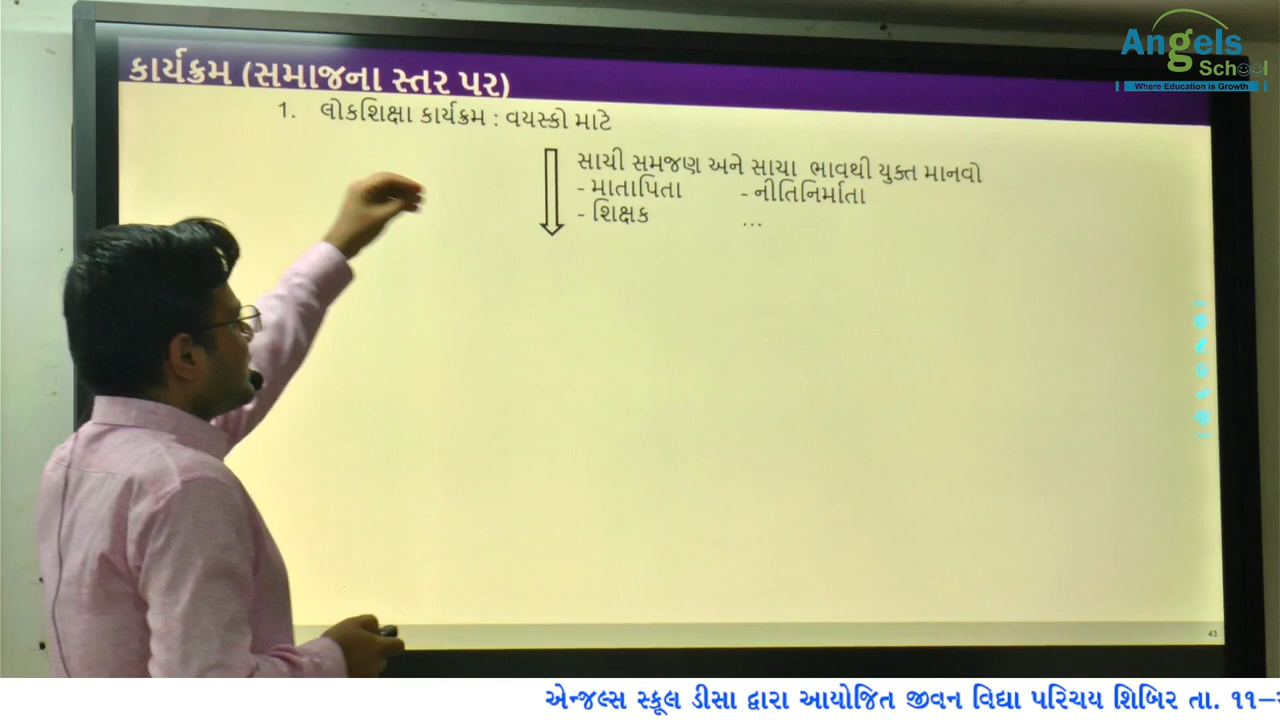 Angels
School
Where Education is Growth
કાર્યક્રમ (સમાજના સ્તર પર)
1. લોકશિક્ષા કાર્યક્રમ : વયસ્કો માટે
સાચી સમજણ અને સાચા ભાવથી યુક્ત માનવો
- માતાપિતા - નીતિનિર્માતા
- શિક્ષક ...
43
એન્જલ્સ સ્કૂલ ડીસા દ્વારા આયોજિત જીવન વિદ્યા પરિચય શિબિર તા. ૧૧–